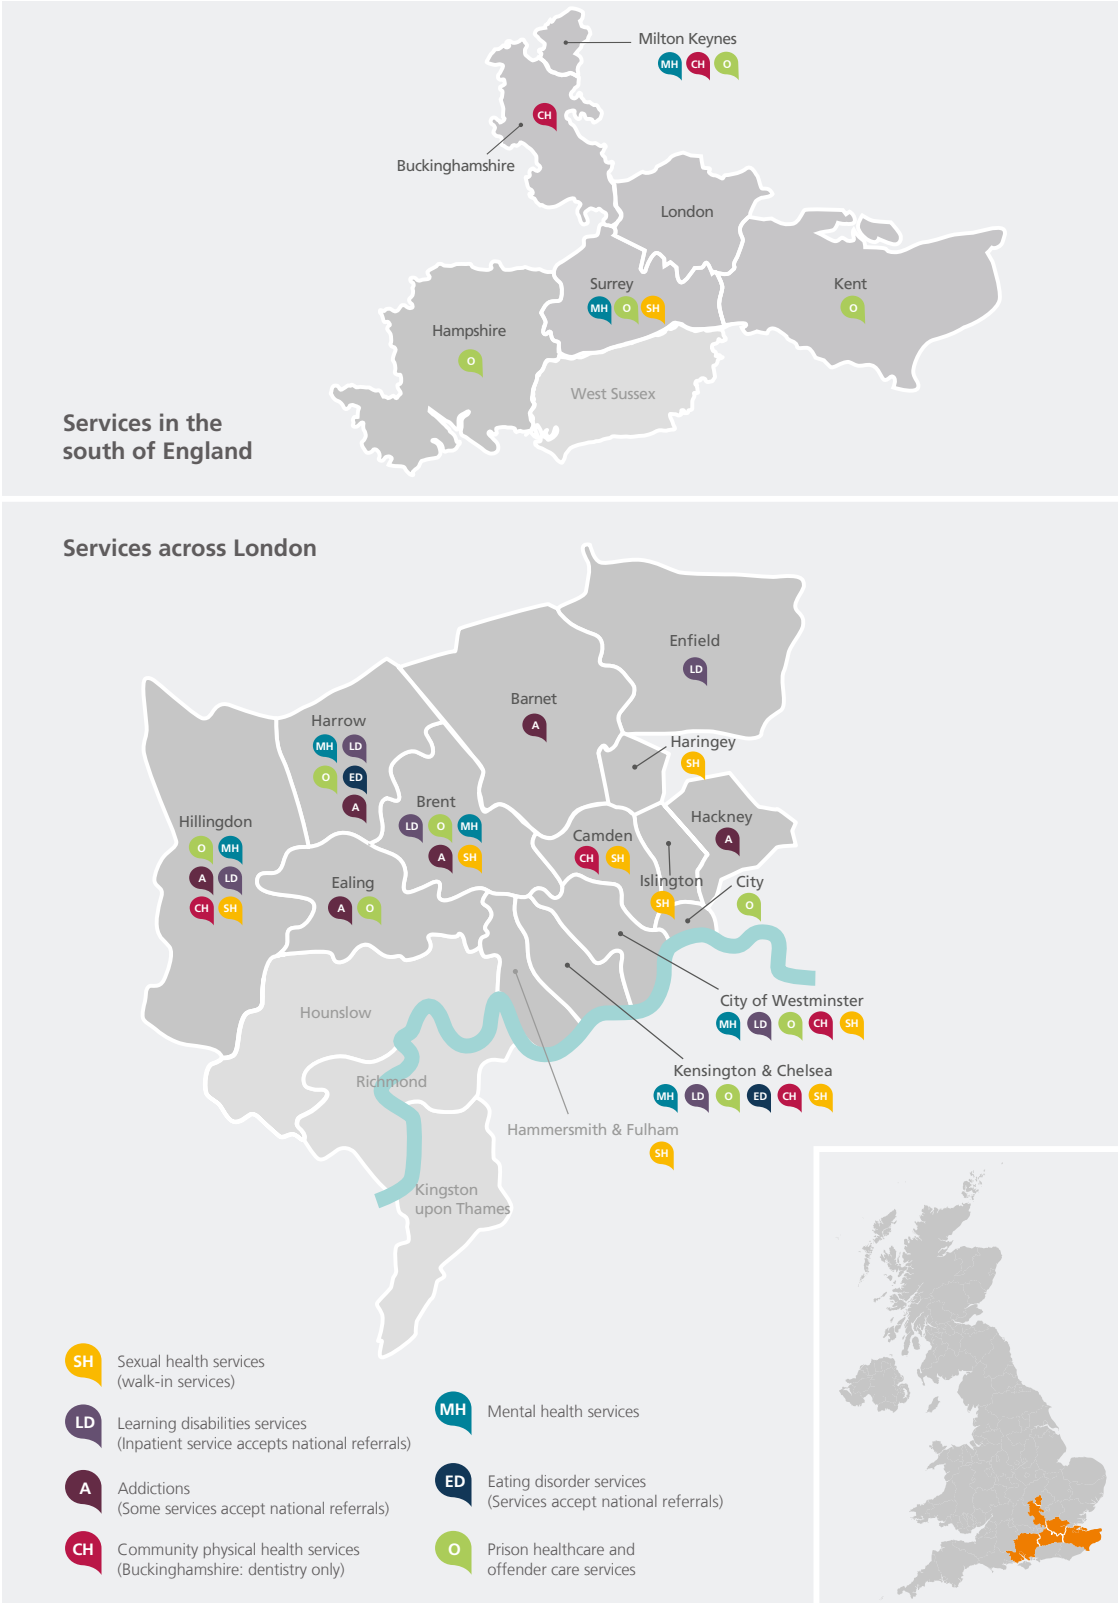 Milton Keynes
MH CH O
CH
Buckinghamshire
London
Surrey
MH O SH
Kent
O
Hampshire
O
West Sussex
Services in the
south of England
Services across London
Enfield
LD
Barnet
A
Harrow
MH LD
O ED
A
Haringey
SH
Brent
LD O MH
A SH
Hackney
A
Hillingdon
O MH
A LD
CH SH
Camden
CH SH
Ealing
A O
Islington
SH
City
O
City of Westminster
MH LD O CH SH
Hounslow
Kensington & Chelsea
MH LD O ED CH SH
Richmond
Hammersmith & Fulham
SH
Kingston
upon Thames
SH Sexual health services
(walk-in services)
LD Learning disabilities services
(Inpatient service accepts national referrals)
A Addictions
(Some services accept national referrals)
CH Community physical health services
(Buckinghamshire: dentistry only)
MH Mental health services
ED Eating disorder services
(Services accept national referrals)
O Prison healthcare and
offender care services